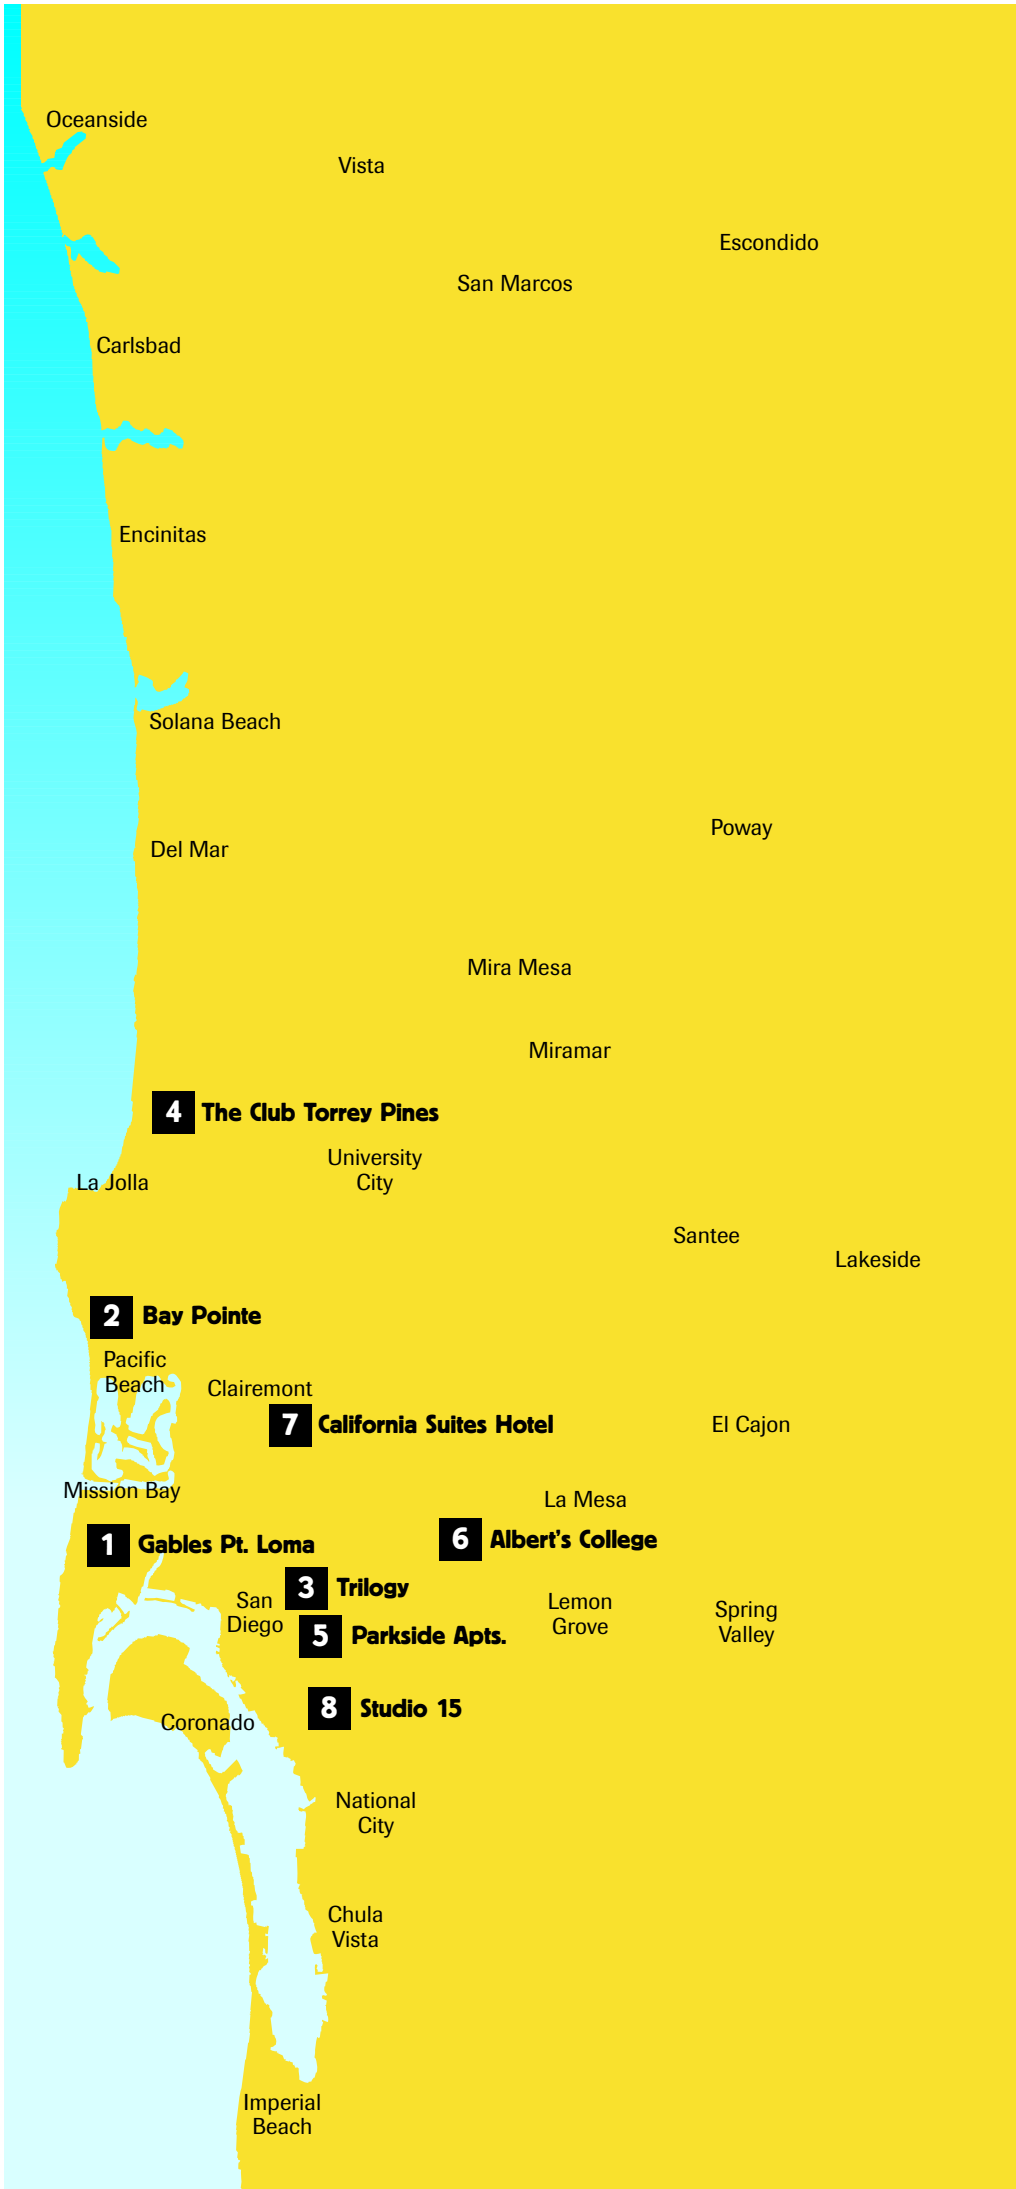 Oceanside
Vista
Escondido
San Marcos
Carlsbad
Encinitas
Solana Beach
Poway
Del Mar
Mira Mesa
Miramar
4 The Club Torrey Pines
University
City
La Jolla
Santee
Lakeside
2 Bay Pointe
Pacific
Beach
Clairemont
7 California Suites Hotel
El Cajon
Mission Bay
La Mesa
1 Gables Pt. Loma
6 Albert's College
3 Trilogy
San
Diego
Lemon
Grove
Spring
Valley
5 Parkside Apts.
8 Studio 15
Coronado
National
City
Chula
Vista
Imperial
Beach